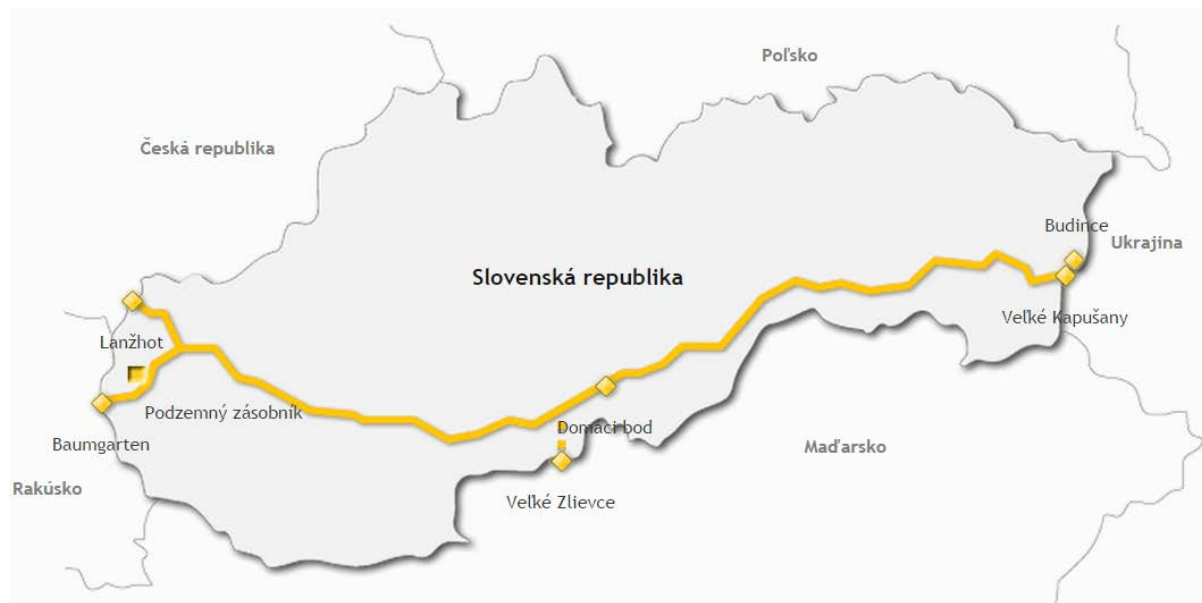 Poľsko
Česká republika
Budince
Ukrajina
Slovenská republika
Veľké Kapušany
Lanžhot
Podzemný zásobník
Domáci bod
Baumgarten
Maďarsko
Rakúsko
Veľké Zlievce